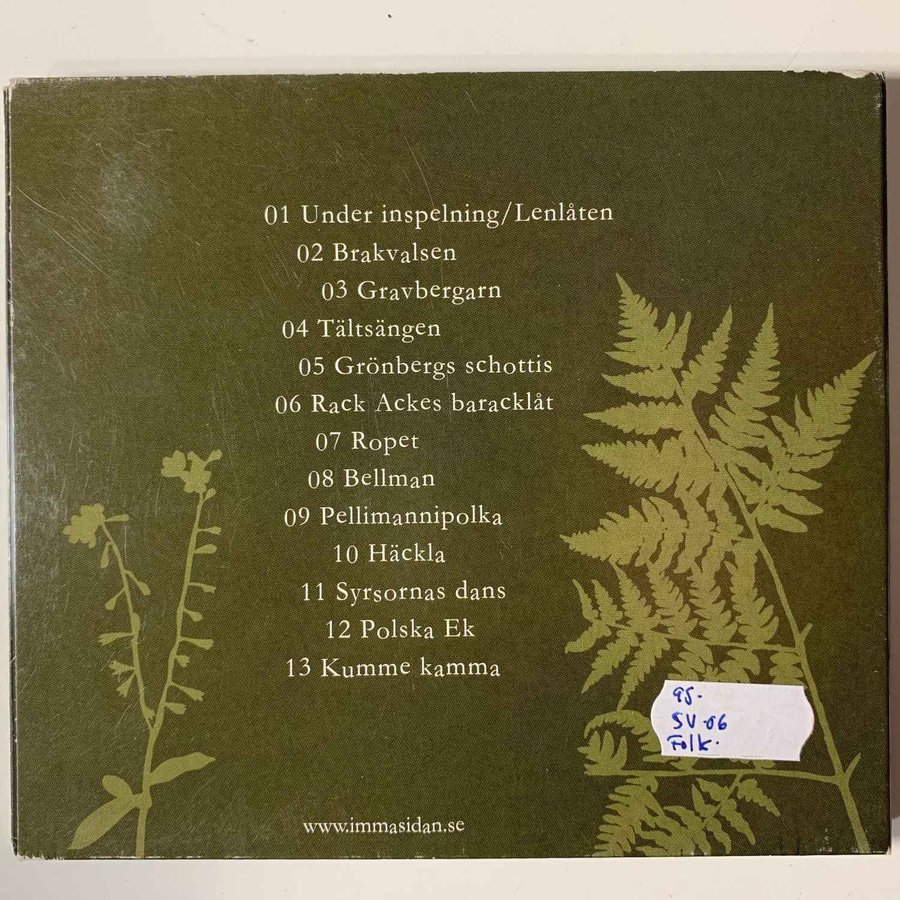 01 Under inspelning/Lenlåten
02 Brakvalsen
03 Gravbergarn
04 Tältsängen
05 Grönbergs schottis
06 Rack Ackes baracklåt
07 Ropet
08 Bellman
09 Pellimannipolka
10 Häckla
11 Syrsornas dans
12 Polska Ek
13 Kumme kamma
95.
SV-06
Folk.
www.immasidan.se